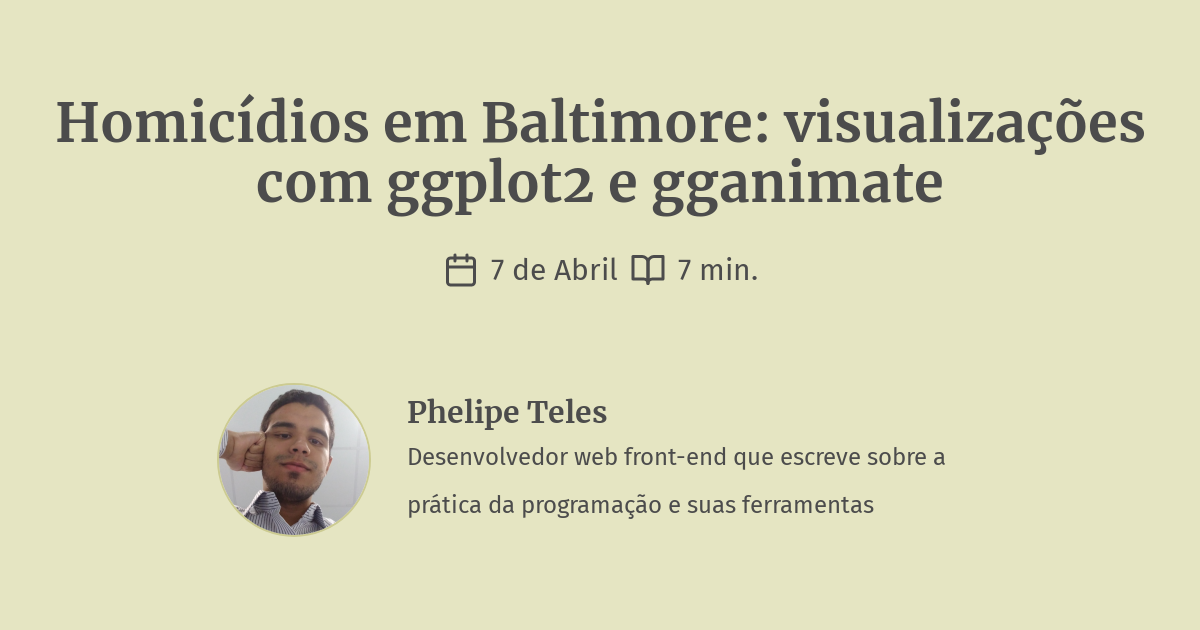 Homicídios em Baltimore: visualizações
com ggplot2 e gganimate
7 de Abril 7 min.
Phelipe Teles
Desenvolvedor web front-end que escreve sobre a
prática da programação e suas ferramentas